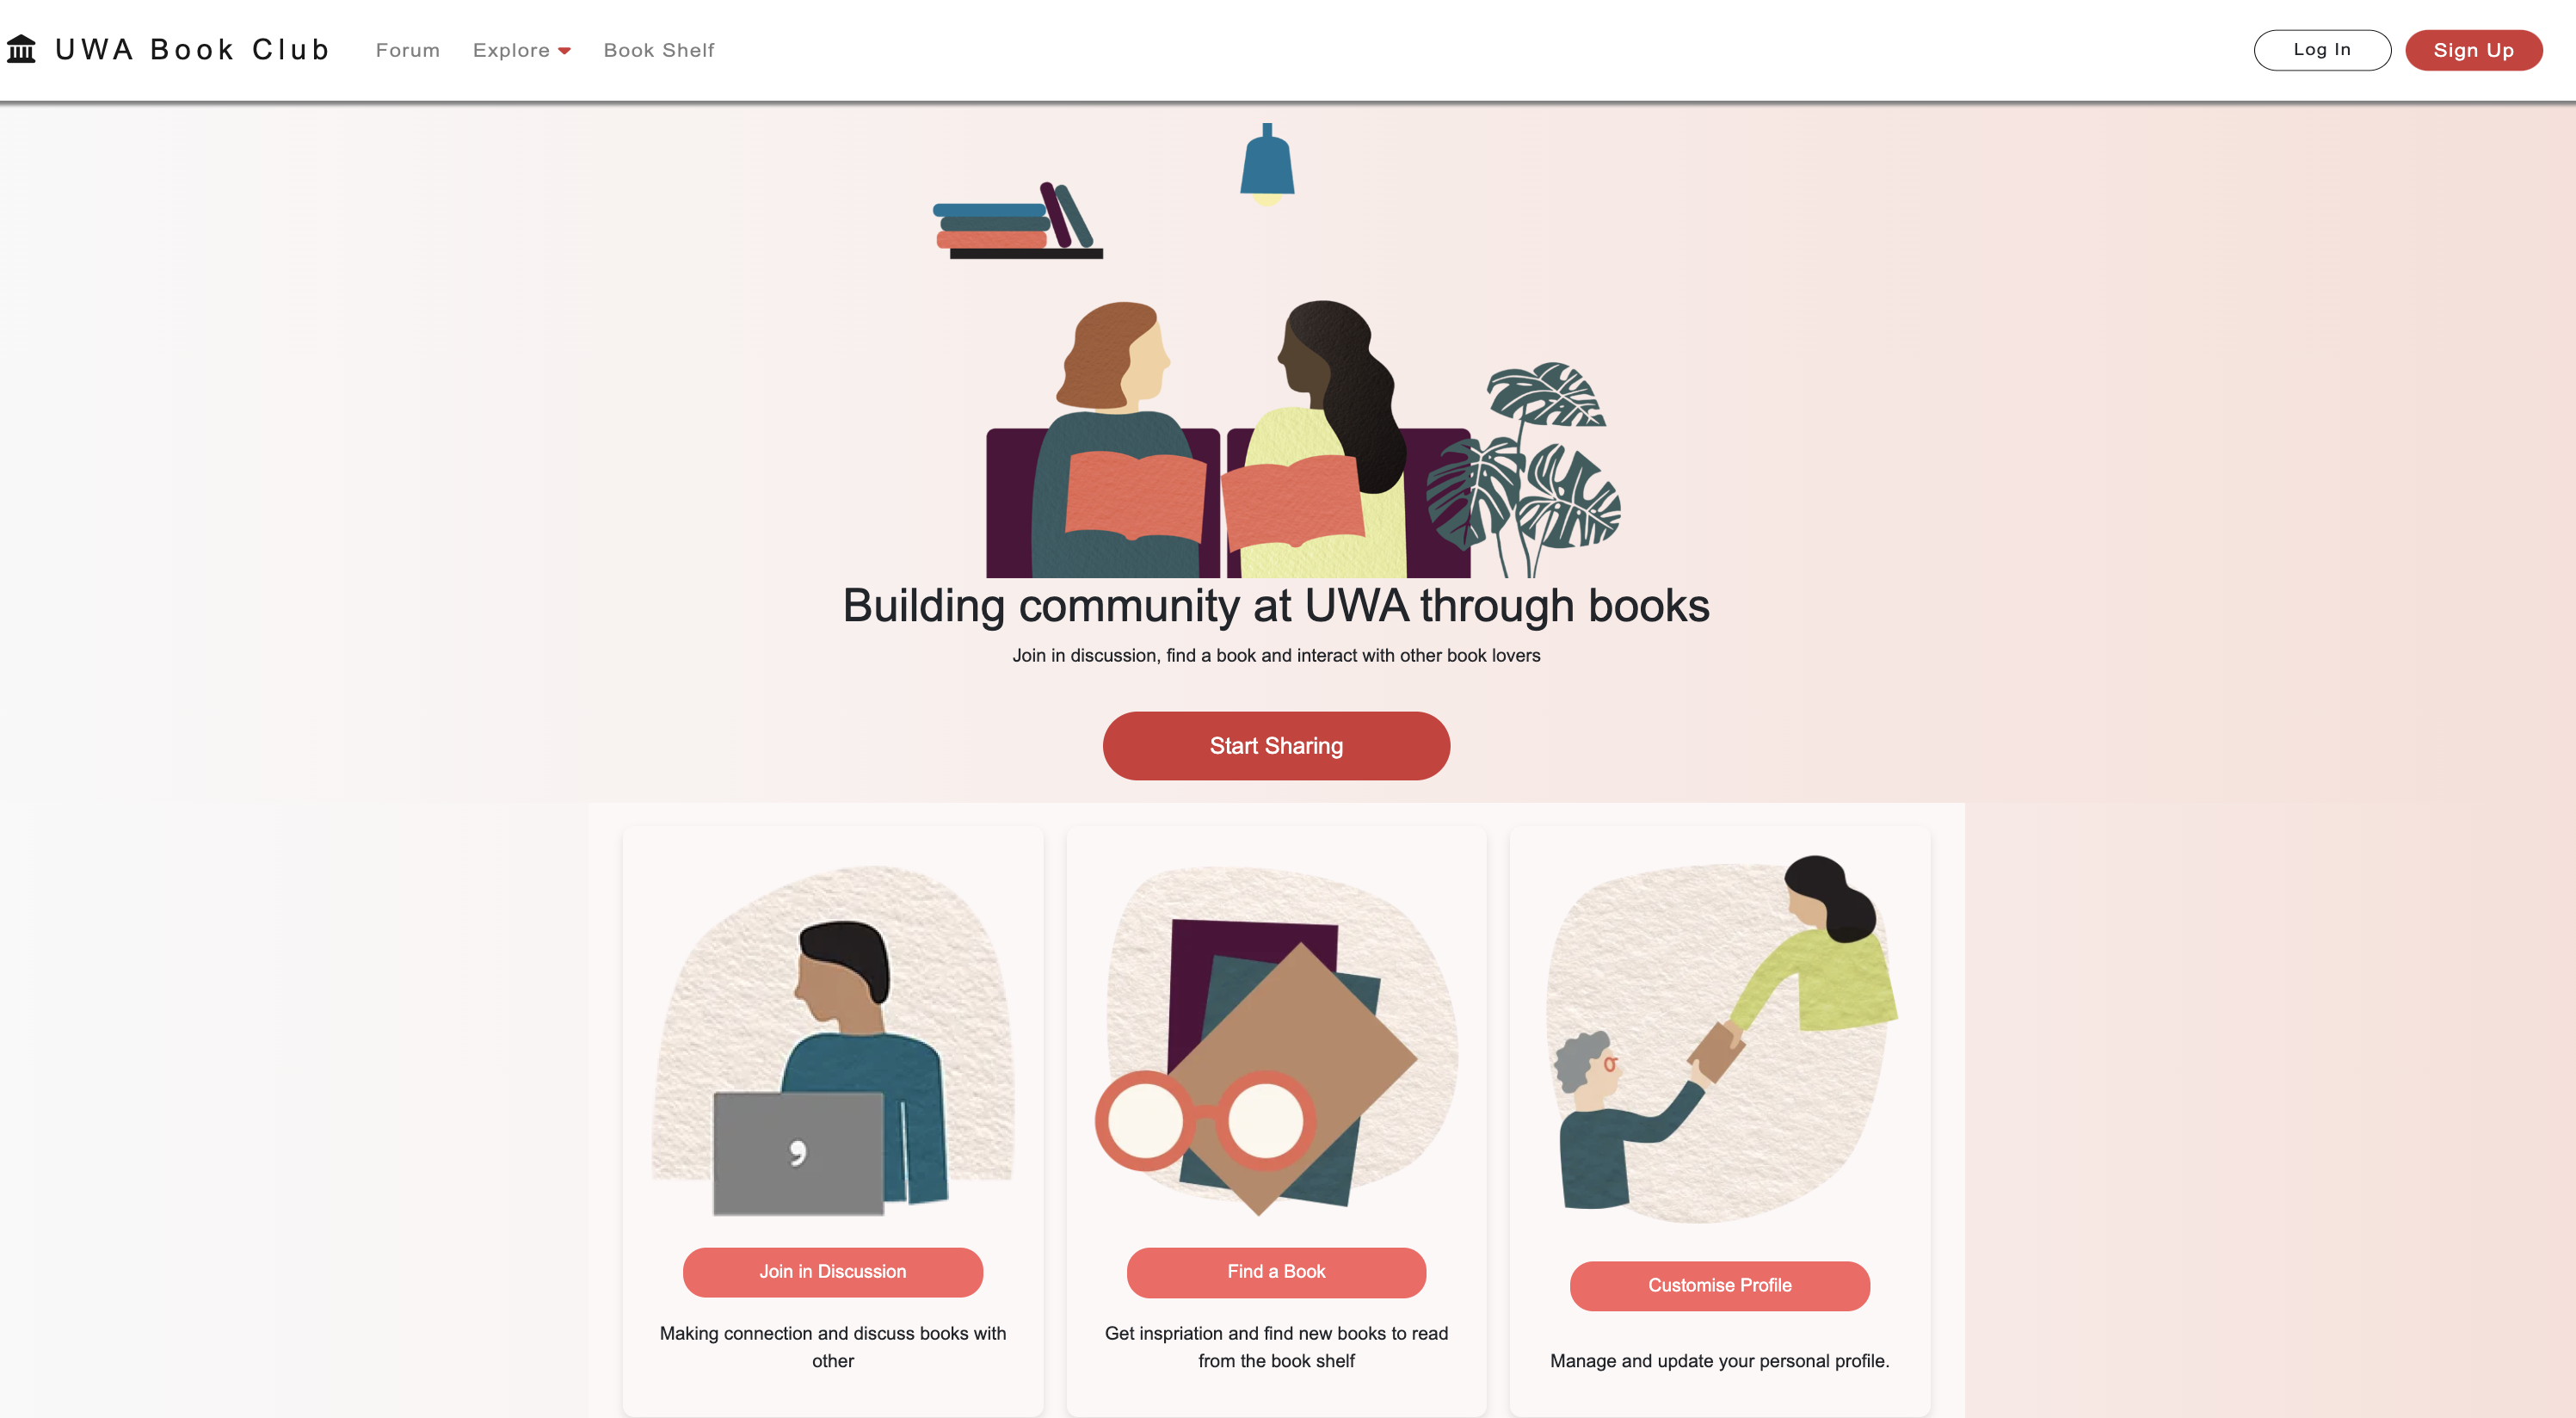 UWA Book Club
Forum
Explore
Book Shelf
Log In
Sign Up
Building community at UWA through books
Join in discussion, find a book and interact with other book lovers
Start Sharing
Join in Discussion
Making connection and discuss books with
other
Find a Book
Get inspriation and find new books to read
from the book shelf
Customise Profile
Manage and update your personal profile.